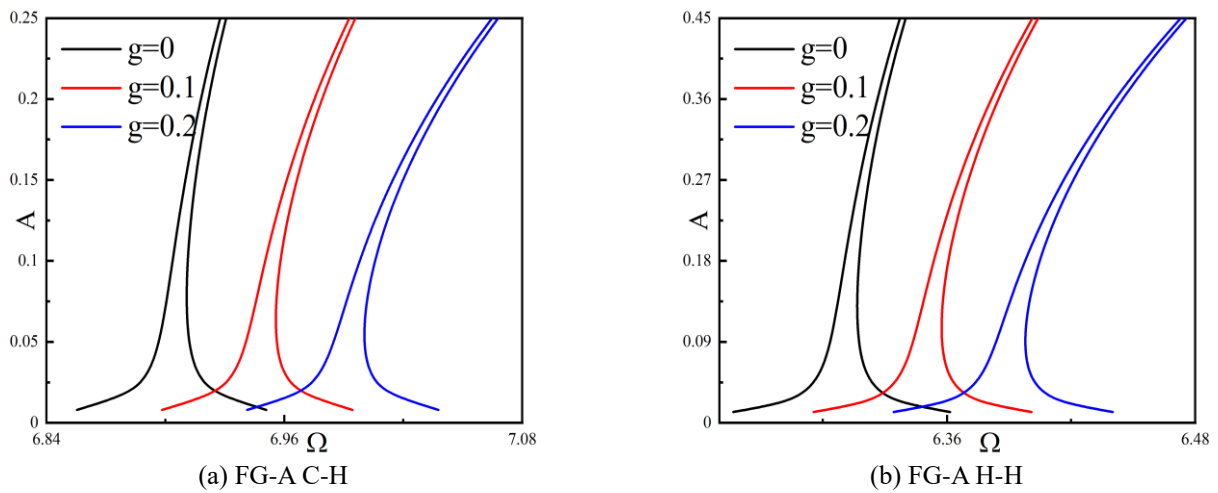 0.25
g=0
0.2
g=0.1
g=0.2
0.15
A
0.1
0.05
0
6.84
6.96
Ω
7.08
(a) FG-A C-H
0.45
g=0
0.36
g=0.1
g=0.2
0.27
A
0.18
0.09
0
6.36
Ω
6.48
(b) FG-A H-H